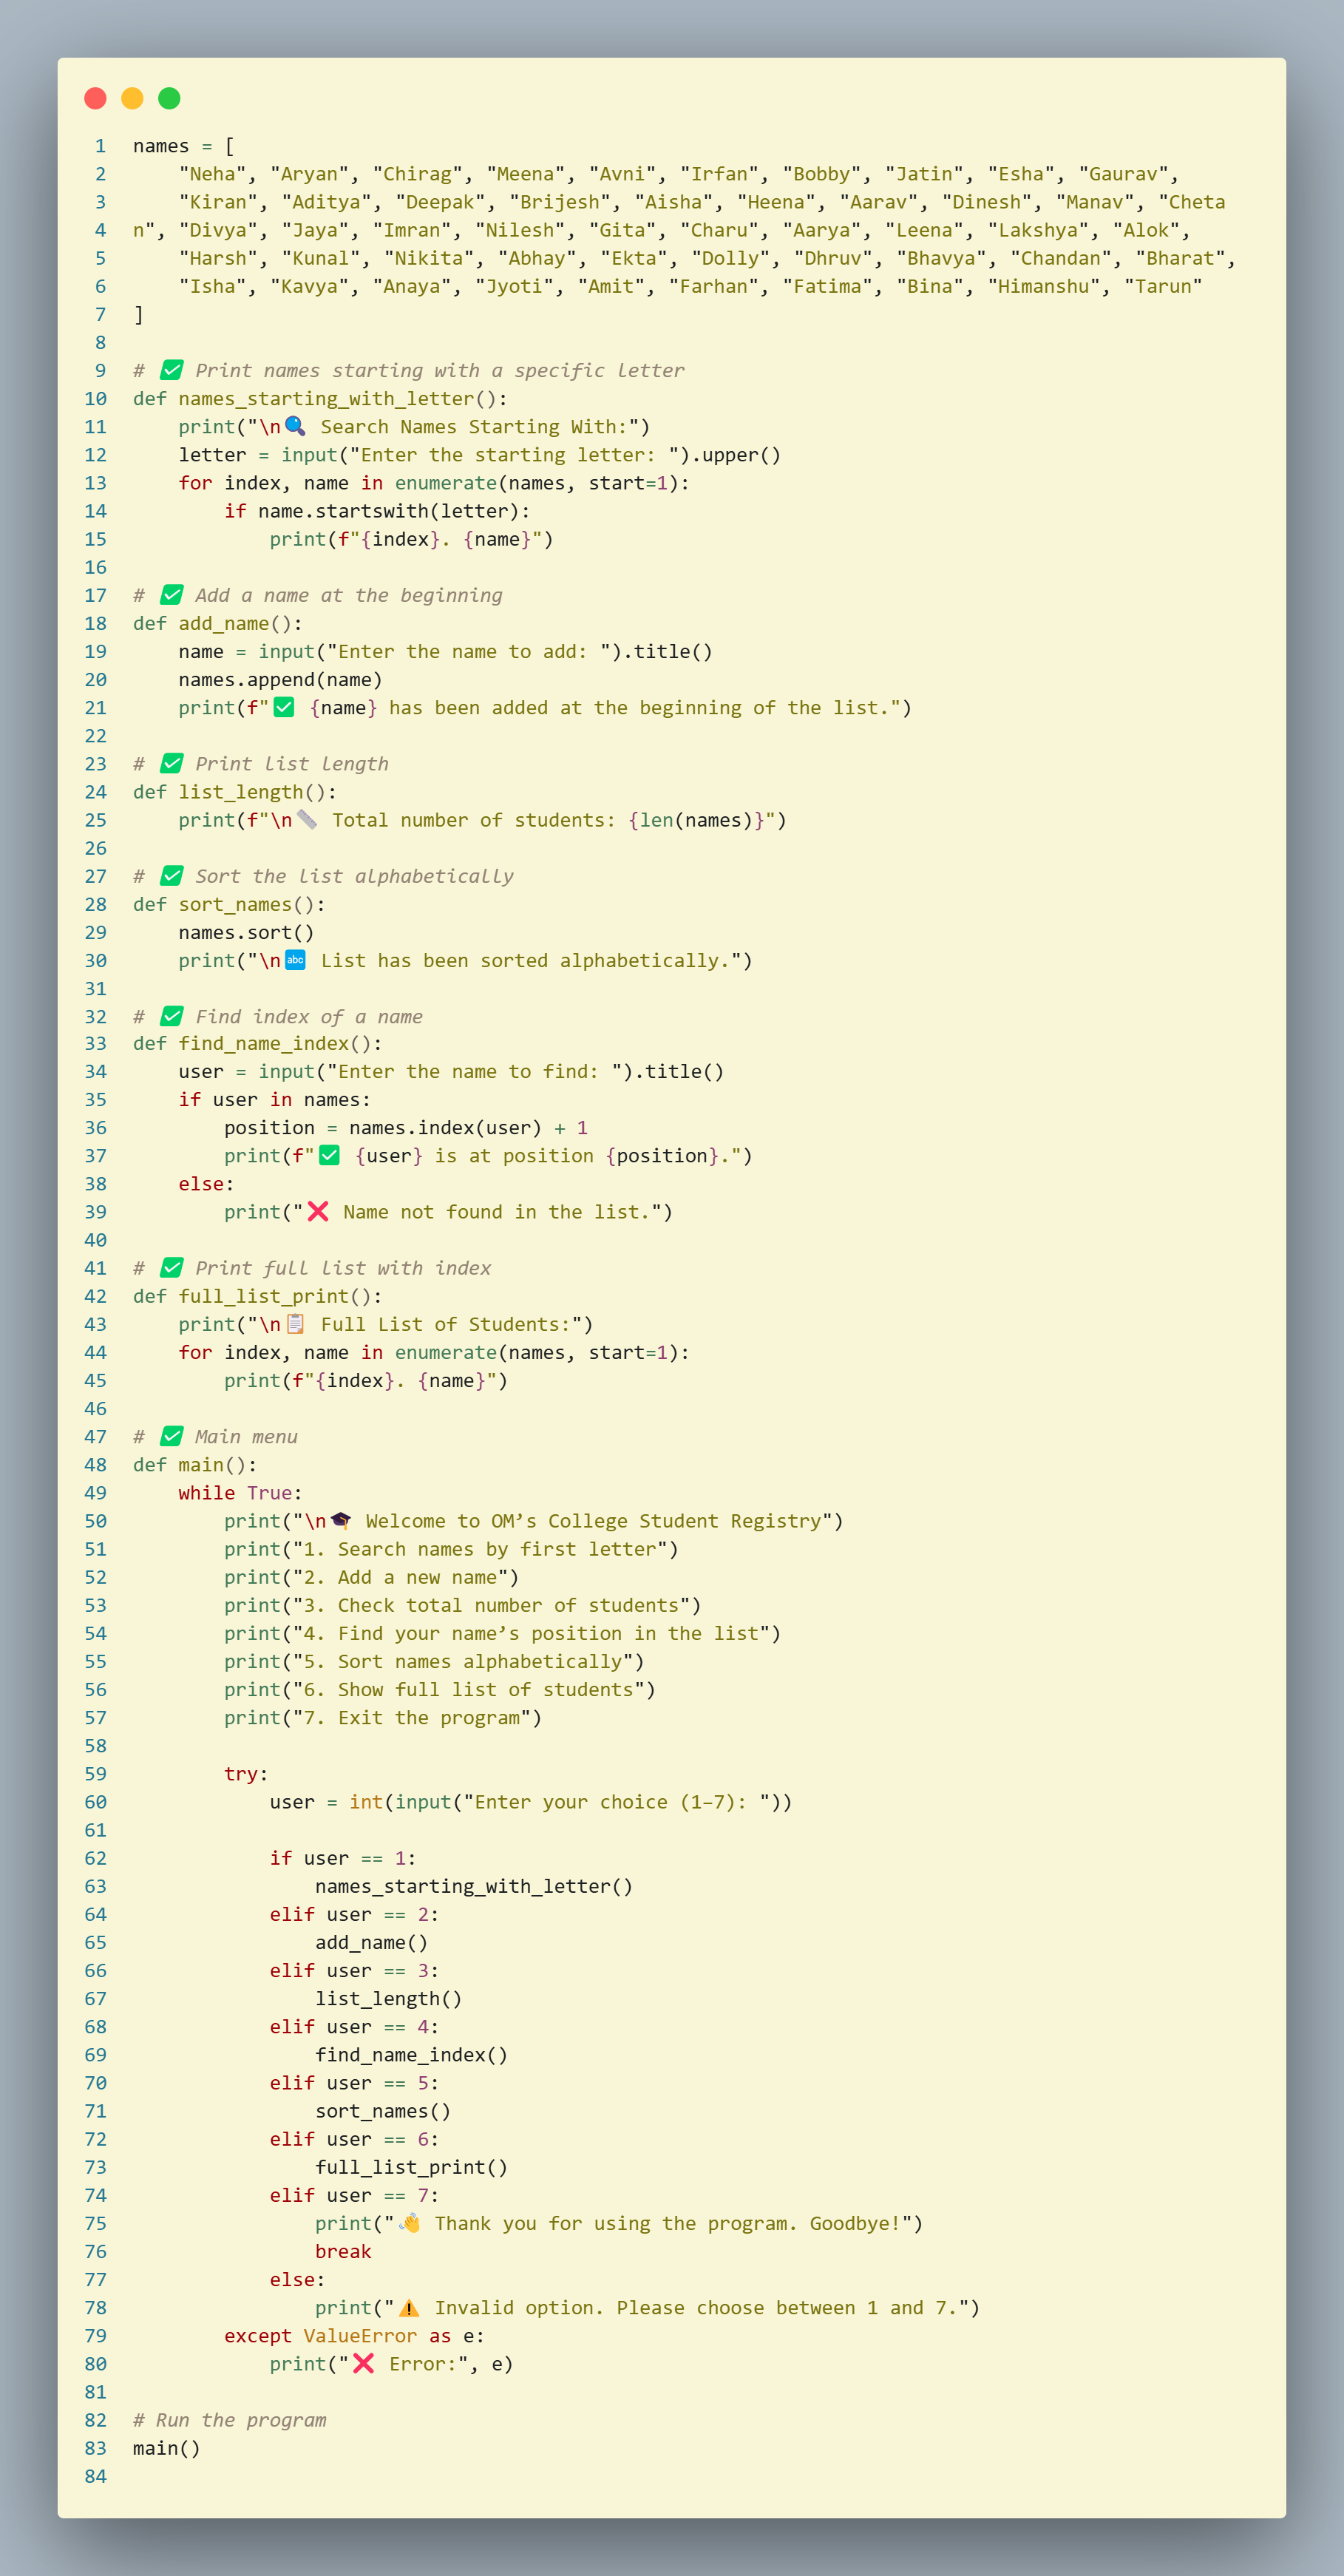 1 names = [
2     "Neha", "Aryan", "Chirag", "Meena", "Avni", "Irfan", "Bobby", "Jatin", "Esha", "Gaurav",
3     "Kiran", "Aditya", "Deepak", "Brijesh", "Aisha", "Heena", "Aarav", "Dinesh", "Manav", "Cheta
4 n", "Divya", "Jaya", "Imran", "Nilesh", "Gita", "Charu", "Aarya", "Leena", "Lakshya", "Alok",
5     "Harsh", "Kunal", "Nikita", "Abhay", "Ekta", "Dolly", "Dhruv", "Bhavya", "Chandan", "Bharat",
6     "Isha", "Kavya", "Anaya", "Jyoti", "Amit", "Farhan", "Fatima", "Bina", "Himanshu", "Tarun"
7 ]
8
9 # ✅ Print names starting with a specific letter
10 def names_starting_with_letter():
11     print("\n🔍 Search Names Starting With:")
12     letter = input("Enter the starting letter: ").upper()
13     for index, name in enumerate(names, start=1):
14         if name.startswith(letter):
15             print(f"{index}. {name}")
16
17 # ✅ Add a name at the beginning
18 def add_name():
19     name = input("Enter the name to add: ").title()
20     names.append(name)
21     print(f"✅ {name} has been added at the beginning of the list.")
22
23 # ✅ Print list length
24 def list_length():
25     print(f"\n📏 Total number of students: {len(names)}")
26
27 # ✅ Sort the list alphabetically
28 def sort_names():
29     names.sort()
30     print("\n🔤 List has been sorted alphabetically.")
31
32 # ✅ Find index of a name
33 def find_name_index():
34     user = input("Enter the name to find: ").title()
35     if user in names:
36         position = names.index(user) + 1
37         print(f"✅ {user} is at position {position}.")
38     else:
39         print("❌ Name not found in the list.")
40
41 # ✅ Print full list with index
42 def full_list_print():
43     print("\n📋 Full List of Students:")
44     for index, name in enumerate(names, start=1):
45         print(f"{index}. {name}")
46
47 # ✅ Main menu
48 def main():
49     while True:
50         print("\n🎓 Welcome to OM’s College Student Registry")
51         print("1. Search names by first letter")
52         print("2. Add a new name")
53         print("3. Check total number of students")
54         print("4. Find your name’s position in the list")
55         print("5. Sort names alphabetically")
56         print("6. Show full list of students")
57         print("7. Exit the program")
58
59         try:
60             user = int(input("Enter your choice (1–7): "))
61
62             if user == 1:
63                 names_starting_with_letter()
64             elif user == 2:
65                 add_name()
66             elif user == 3:
67                 list_length()
68             elif user == 4:
69                 find_name_index()
70             elif user == 5:
71                 sort_names()
72             elif user == 6:
73                 full_list_print()
74             elif user == 7:
75                 print("👋 Thank you for using the program. Goodbye!")
76                 break
77             else:
78                 print("⚠️ Invalid option. Please choose between 1 and 7.")
79         except ValueError as e:
80             print("❌ Error:", e)
81
82 # Run the program
83 main()
84